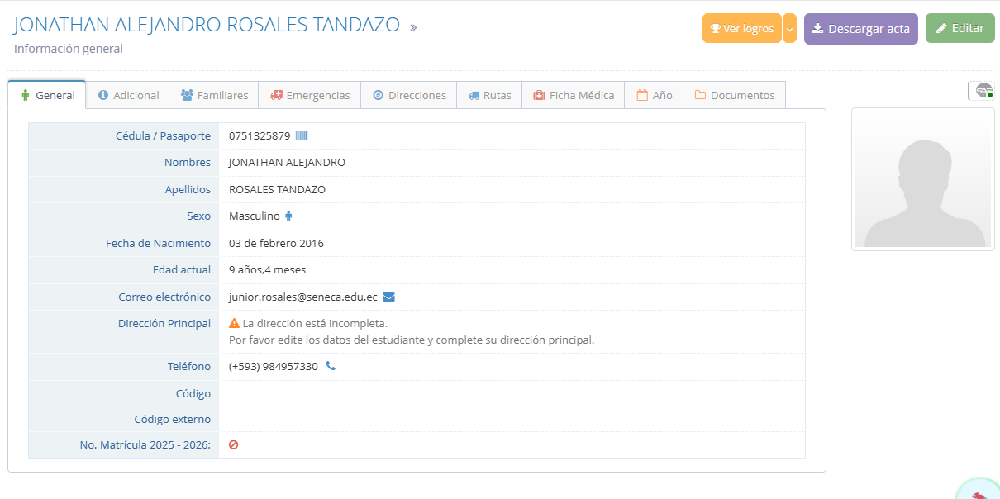 JONATHAN ALEJANDRO ROSALES TANDAZO »
Información general
Ver logros
Descargar acta
Editar
General
Adicional
Familiares
Emergencias
Direcciones
Rutas
Ficha Médica
Año
Documentos
Cédula / Pasaporte 0751325879
Nombres JONATHAN ALEJANDRO
Apellidos ROSALES TANDAZO
Sexo Masculino
Fecha de Nacimiento 03 de febrero 2016
Edad actual 9 años,4 meses
Correo electrónico junior.rosales@seneca.edu.ec
Dirección Principal La dirección está incompleta.
Por favor edite los datos del estudiante y complete su dirección principal.
Teléfono (+593) 984957330
Código
Código externo
No. Matrícula 2025 - 2026: